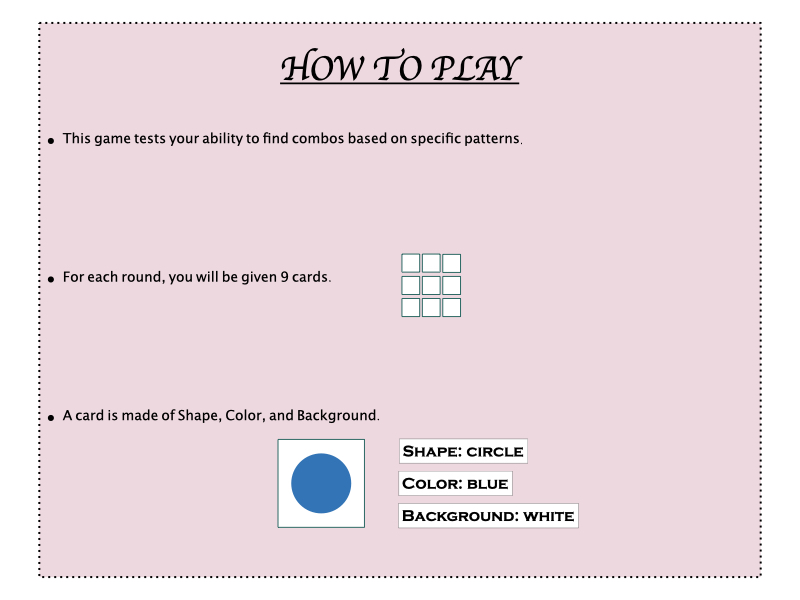 HOW TO PLAY
• This game tests your ability to find combos based on specific patterns.
• For each round, you will be given 9 cards.
• A card is made of Shape, Color, and Background.
SHAPE: CIRCLE
COLOR: BLUE
BACKGROUND: WHITE